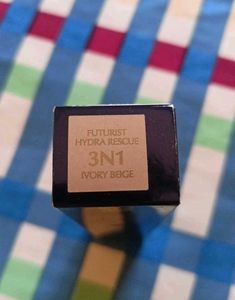 FUTURIST
HYDRA RESCUE
3N1
IVORY BEIGE